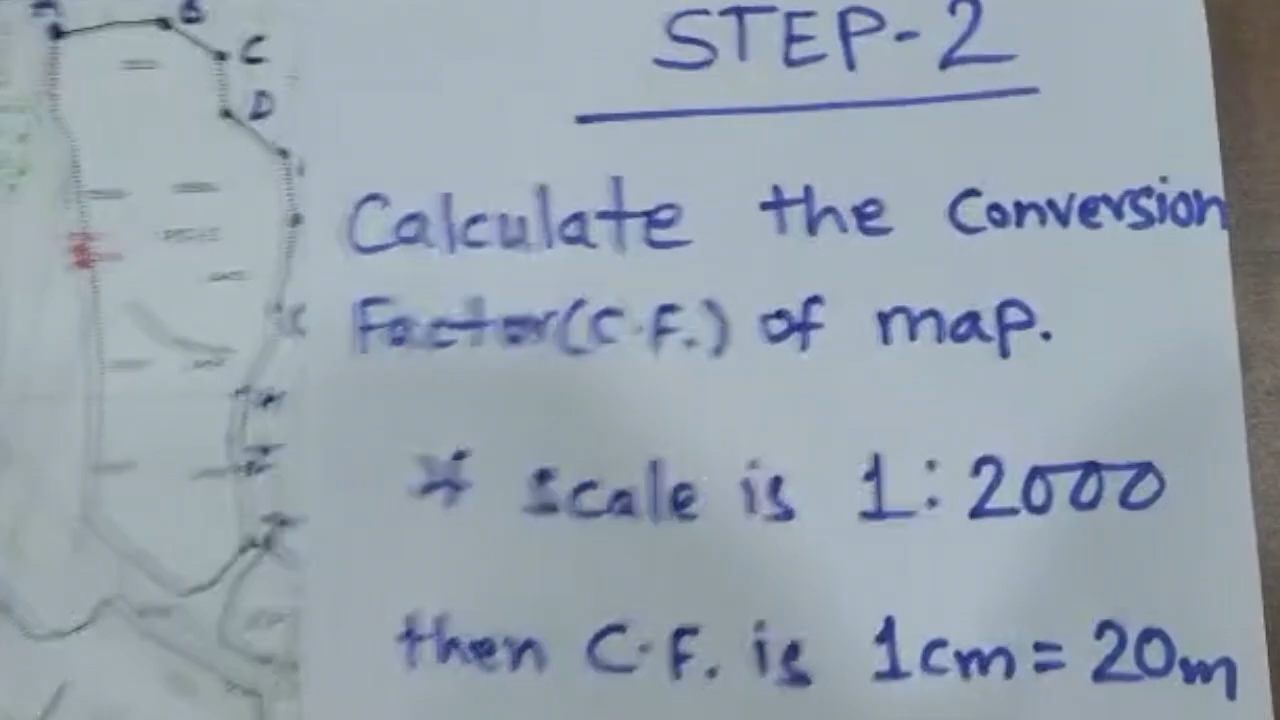 STEP-2
B
C
D
Calculate the Conversion
Factor(C.F.) of map.
* Scale is 1:2000
then C.F. is 1cm = 20m